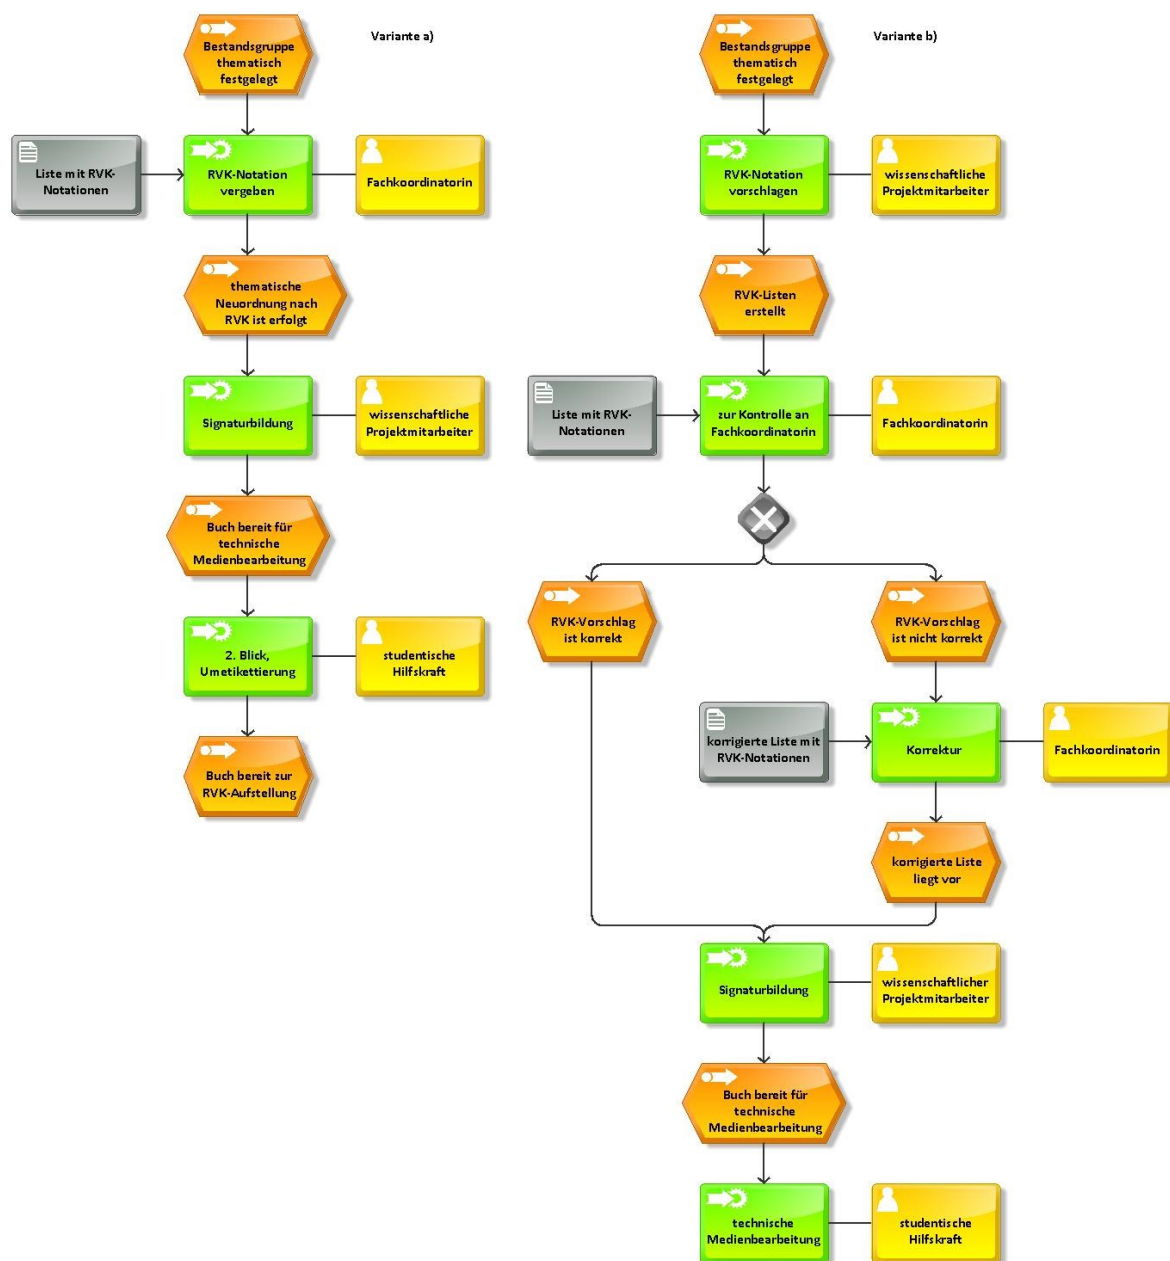 Variante a)
Bestandsgruppe
thematisch
festgelegt
Liste mit RVK-
Notationen
RVK-Notation
vergeben
Fachkoordinatorin
thematische
Neuordnung nach
RVK ist erfolgt
Signaturbildung
wissenschaftliche
Projektmitarbeiter
Buch bereit für
technische
Medienbearbeitung
2. Blick,
Umetikettierung
studentische
Hilfskraft
Buch bereit zur
RVK-Aufstellung
Variante b)
Bestandsgruppe
thematisch
festgelegt
RVK-Notation
vorschlagen
wissenschaftliche
Projektmitarbeiter
RVK-Listen
erstellt
Liste mit RVK-
Notationen
zur Kontrolle an
Fachkoordinatorin
Fachkoordinatorin
RVK-Vorschlag
ist korrekt
RVK-Vorschlag
ist nicht korrekt
korrigierte Liste mit
RVK-Notationen
Korrektur
Fachkoordinatorin
korrigierte Liste
liegt vor
Signaturbildung
wissenschaftlicher
Projektmitarbeiter
Buch bereit für
technische
Medienbearbeitung
technische
Medienbearbeitung
studentische
Hilfskraft